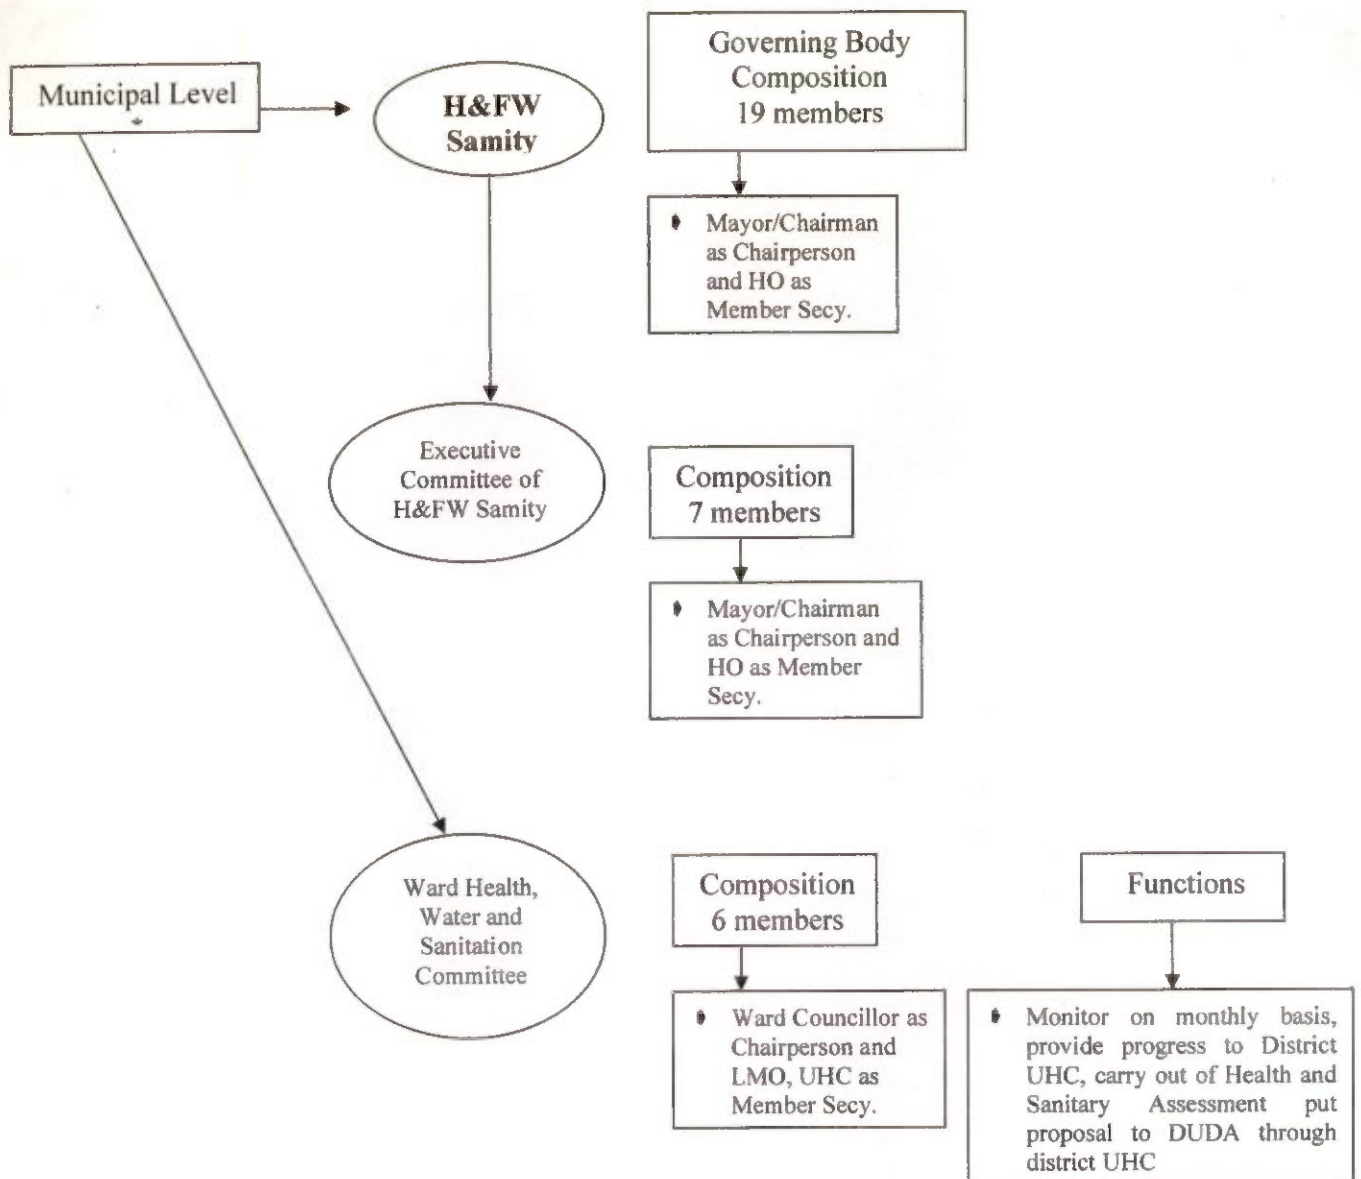 Municipal Level
*
H&FW
Samity
Governing Body
Composition
19 members
Mayor/Chairman
as Chairperson
and HO as
Member Secy.
Executive
Committee of
H&FW Samity
Composition
7 members
Mayor/Chairman
as Chairperson and
HO as Member
Secy.
Ward Health,
Water and
Sanitation
Committee
Composition
6 members
Ward Councillor as
Chairperson and
LMO, UHC as
Member Secy.
Functions
Monitor on monthly basis,
provide progress to District
UHC, carry out of Health and
Sanitary Assessment put
proposal to DUDA through
district UHC